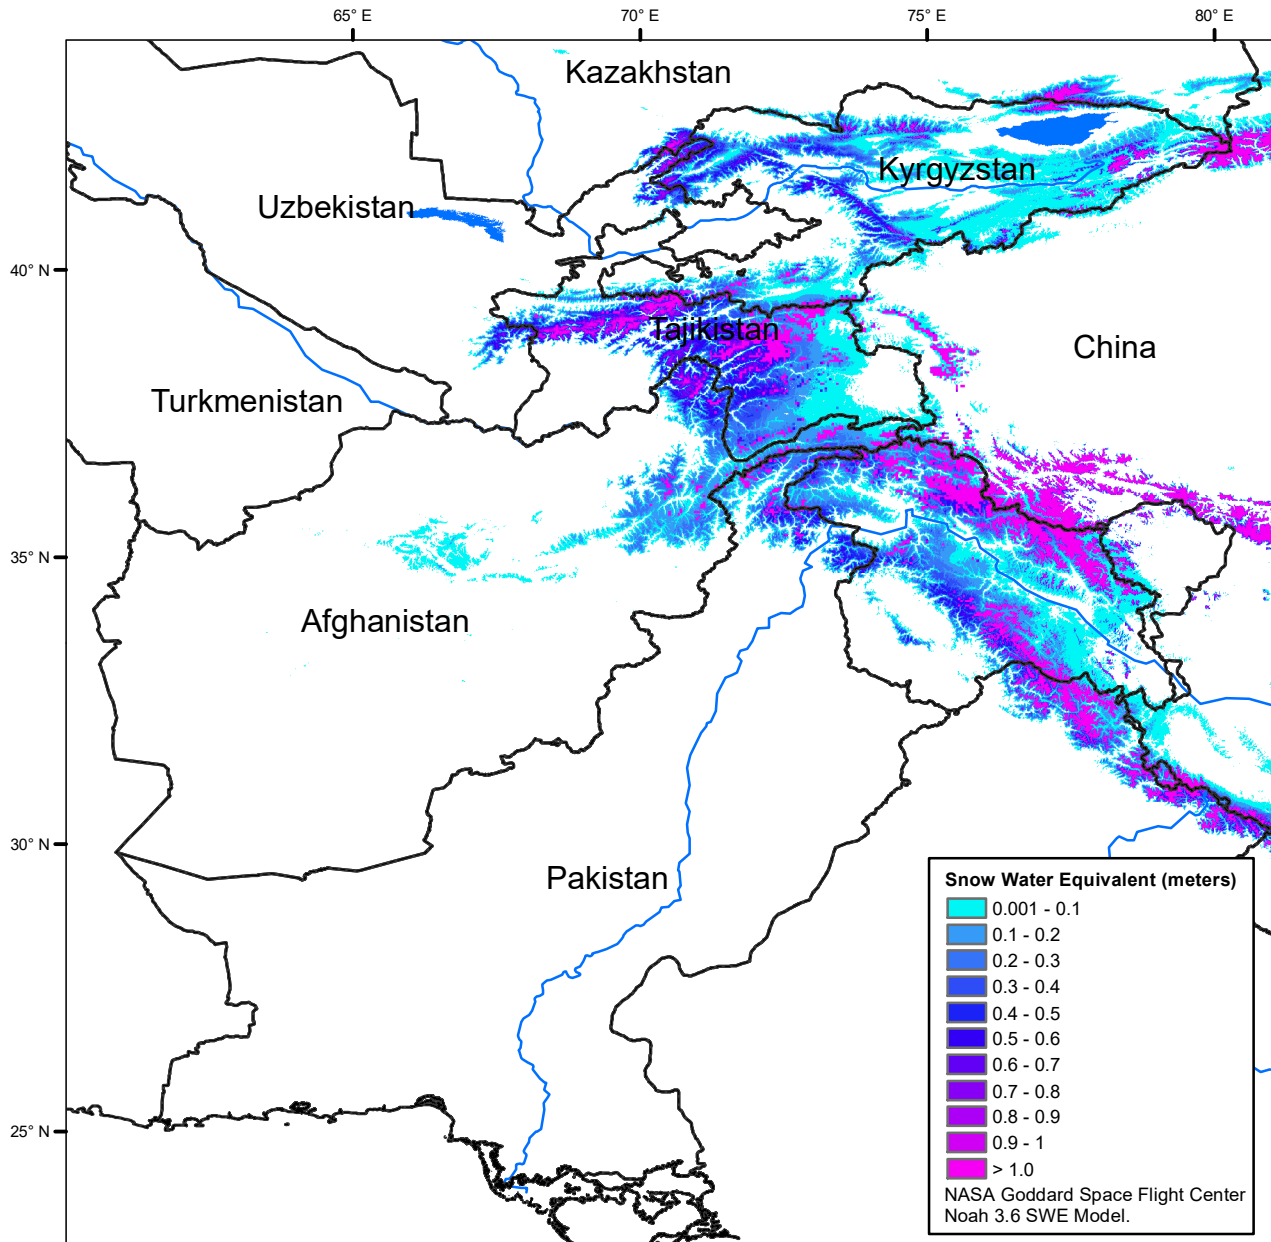 65° E
70° E
75° E
80° E
Kazakhstan
Kyrgyzstan
Uzbekistan
40° N
Tajikistan
China
Turkmenistan
35° N
Afghanistan
30° N
Pakistan
25° N
Snow Water Equivalent (meters)
0.001 - 0.1
0.1 - 0.2
0.2 - 0.3
0.3 - 0.4
0.4 - 0.5
0.5 - 0.6
0.6 - 0.7
0.7 - 0.8
0.8 - 0.9
0.9 - 1
> 1.0
NASA Goddard Space Flight Center
Noah 3.6 SWE Model.